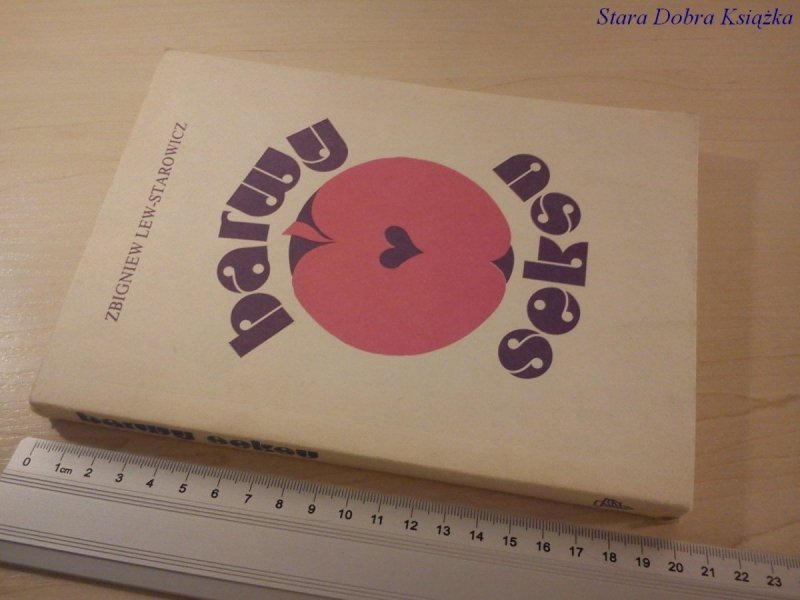 Stara Dobra Książka
ZBIGNIEW LEW-STAROWICZ
barwy
seksu
barwy seksu
0 1cm 2 3 4 5 6 7 8 9 10 11 12 13 14 15 16 17 18 19 20 21 22 23